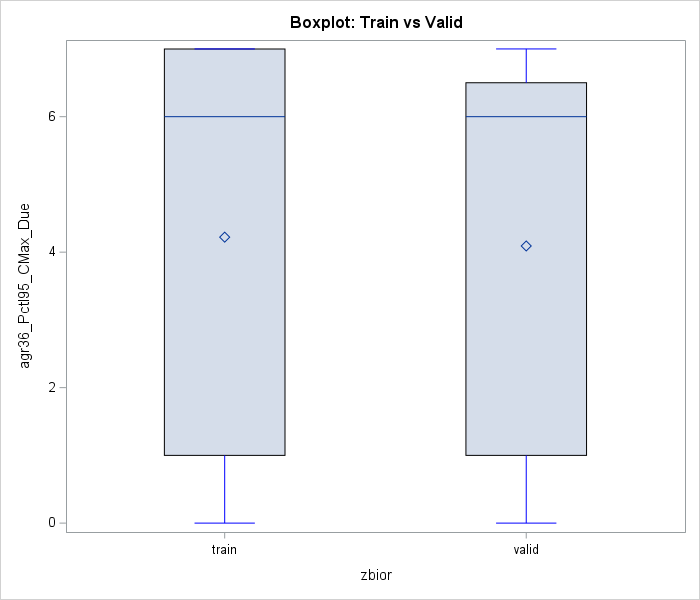 Boxplot: Train vs Valid
agr36_Pctl95_CMax_Due
6
4
2
0
train
valid
zbior